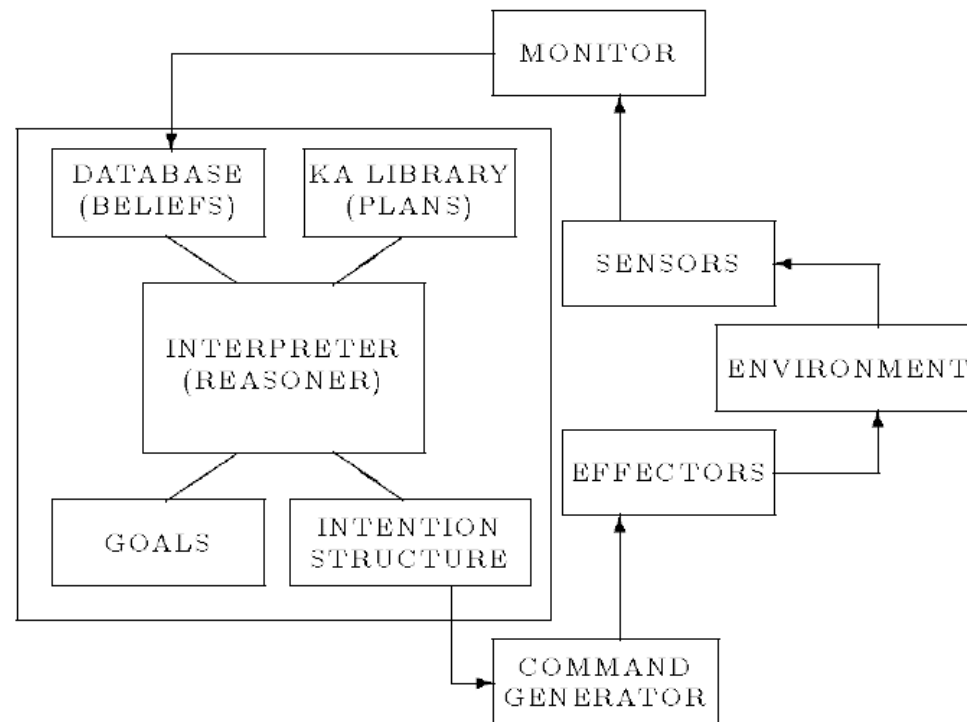 MONITOR
DATABASE
(BELIEFS)
KA LIBRARY
(PLANS)
SENSORS
INTERPRETER
(REASONER)
ENVIRONMENT
EFFECTORS
GOALS
INTENTION
STRUCTURE
COMMAND
GENERATOR